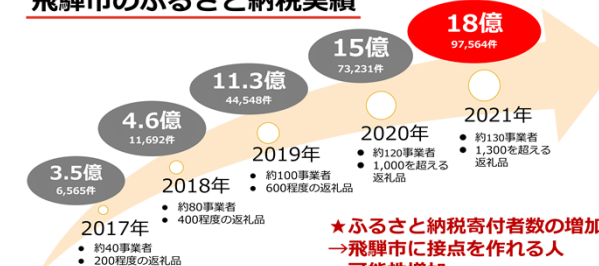 飛騨市のふるさと納税実績
18億
97,564件
15億
73,231件
11.3億
44,548件
4.6億
11,692件
3.5億
6,565件
2021年
● 約130事業者
● 1,300を超える
返礼品
2020年
● 約120事業者
● 1,000を超える
返礼品
2019年
● 約100事業者
● 600程度の返礼品
2018年
● 約80事業者
● 400程度の返礼品
2017年
● 約40事業者
● 200程度の返礼品
★ふるさと納税寄付者数の増加
→飛騨市に接点を作れる人
可能性増加